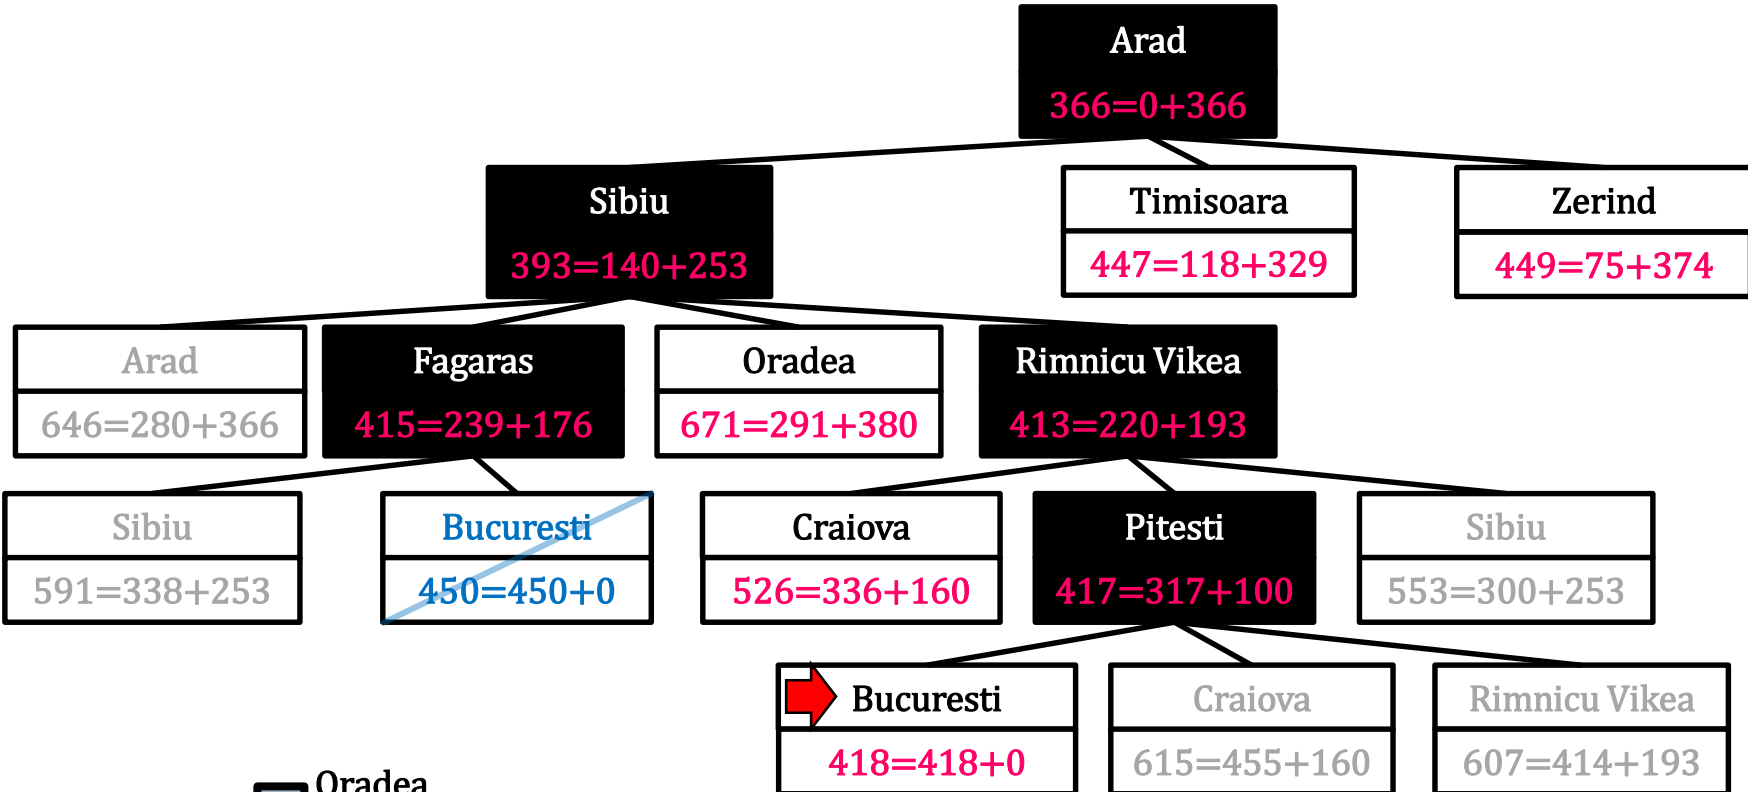 Arad
366=0+366
Sibiu
393=140+253
Timisoara
447=118+329
Zerind
449=75+374
Arad
646=280+366
Fagaras
415=239+176
Oradea
671=291+380
Rimnicu Vikea
413=220+193
Sibiu
591=338+253
Bucuresti
450=450+0
Craiova
526=336+160
Pitesti
417=317+100
Sibiu
553=300+253
Bucuresti
418=418+0
Craiova
615=455+160
Rimnicu Vikea
607=414+193
Oradea